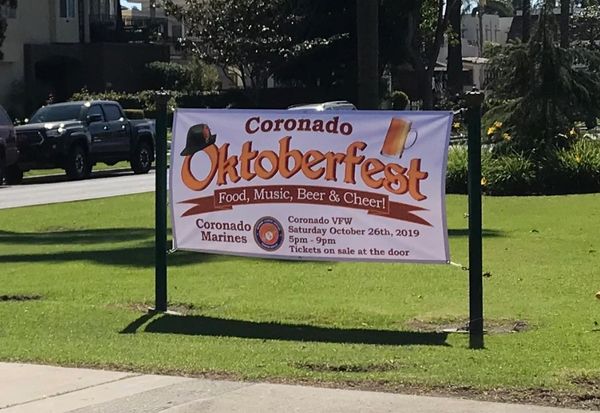 Coronado
Oktoberfest
Food, Music, Beer & Cheer!
Coronado
Marines
Coronado VFW
Saturday October 26th, 2019
5pm - 9pm
Tickets on sale at the door